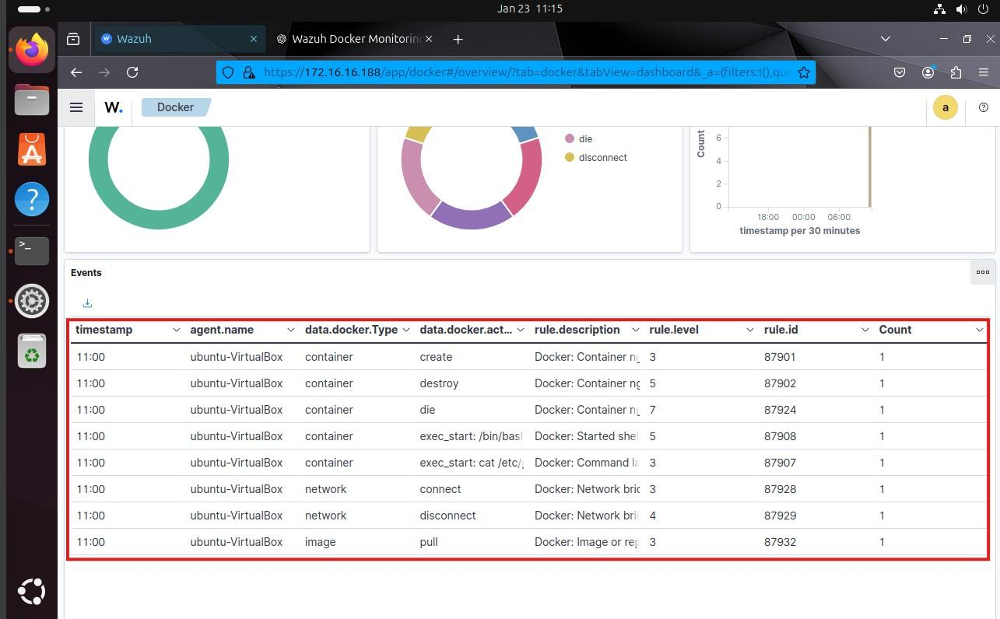 Jan 23 11:15
Wazuh
Wazuh Docker Monitoring
https://172.16.16.188/app/docker#/overview/?tab=docker&tabView=dashboard&_a=(filters:!(),que
W.
Docker
a
die
disconnect
Count
6
4
2
0
18:00 00:00 06:00
timestamp per 30 minutes
Events
timestamp agent.name data.docker.Type data.docker.act... rule.description rule.level rule.id Count
11:00 ubuntu-VirtualBox container create Docker: Container 3 87901 1
11:00 ubuntu-VirtualBox container destroy Docker: Container 5 87902 1
11:00 ubuntu-VirtualBox container die Docker: Container 7 87924 1
11:00 ubuntu-VirtualBox container exec_start: /bin/bash Docker: Started 5 87908 1
11:00 ubuntu-VirtualBox container exec_start: cat /etc/ Docker: Command 3 87907 1
11:00 ubuntu-VirtualBox network connect Docker: Network 3 87928 1
11:00 ubuntu-VirtualBox network disconnect Docker: Network 4 87929 1
11:00 ubuntu-VirtualBox image pull Docker: Image or 3 87932 1